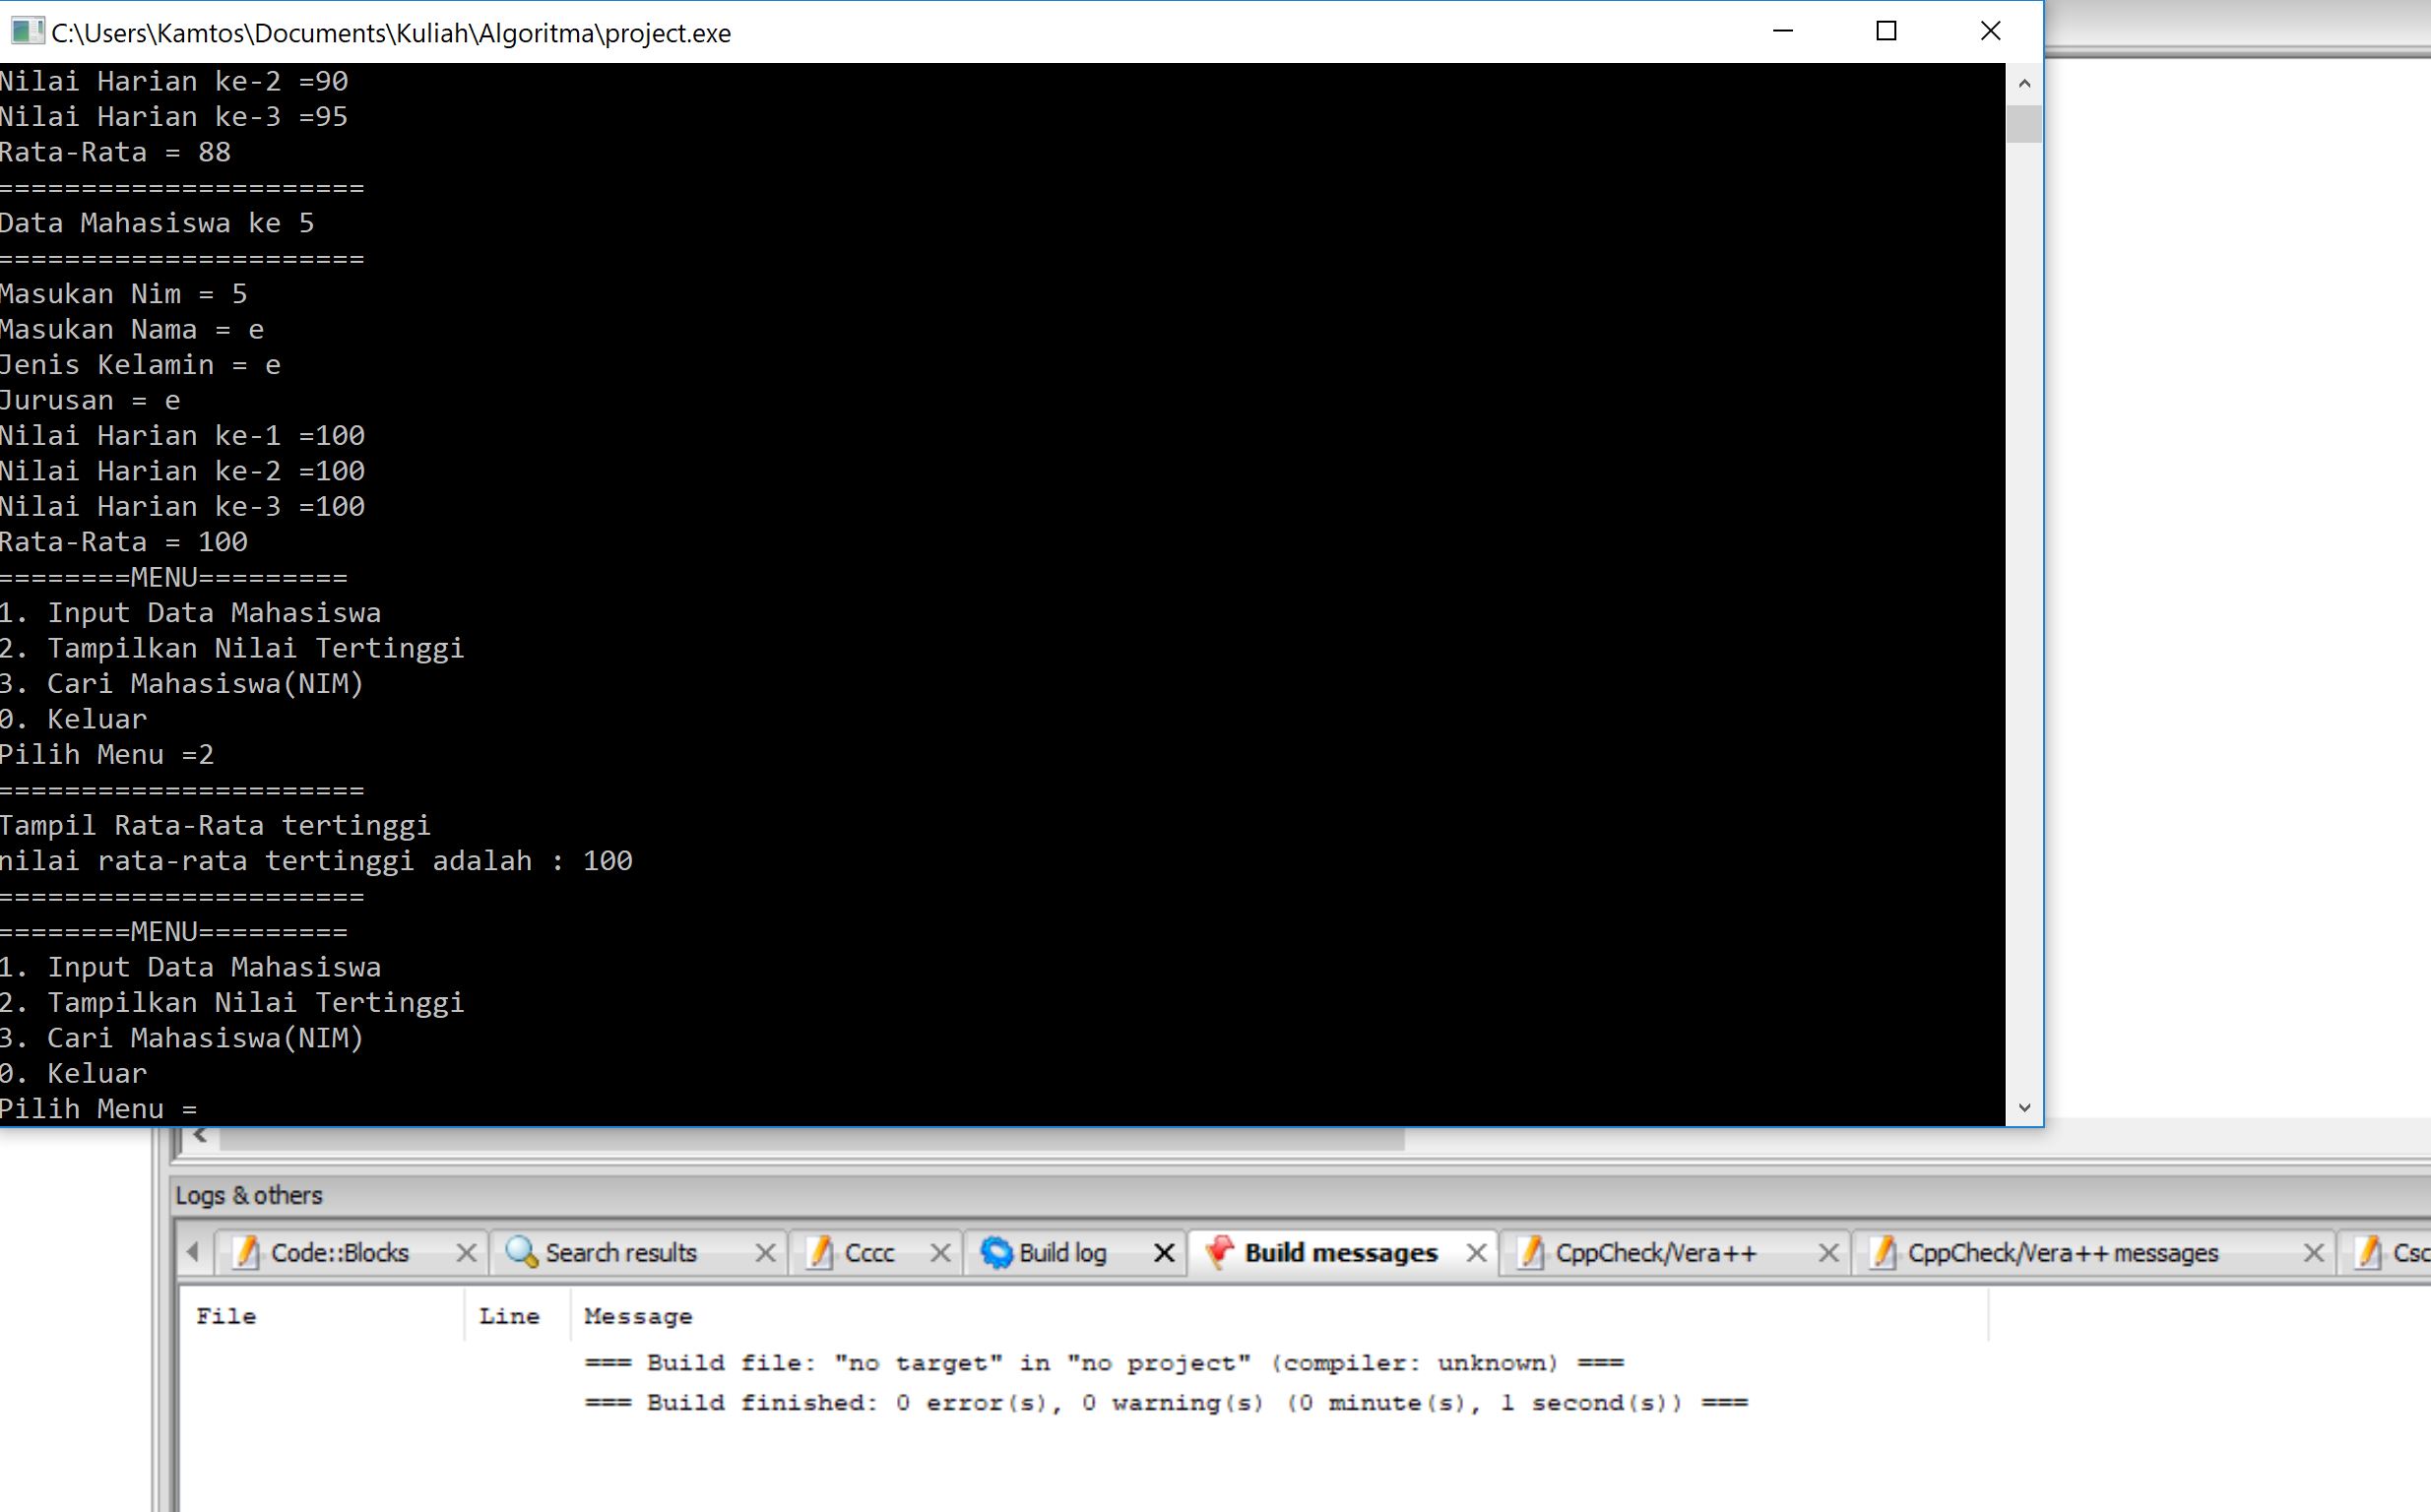 C:\Users\Kamtos\Documents\Kuliah\Algoritma\project.exe
Nilai Harian ke-2 =90
Nilai Harian ke-3 =95
Rata-Rata = 88
======================
Data Mahasiswa ke 5
======================
Masukan Nim = 5
Masukan Nama = e
Jenis Kelamin = e
Jurusan = e
Nilai Harian ke-1 =100
Nilai Harian ke-2 =100
Nilai Harian ke-3 =100
Rata-Rata = 100
========MENU=========
1. Input Data Mahasiswa
2. Tampilkan Nilai Tertinggi
3. Cari Mahasiswa(NIM)
0. Keluar
Pilih Menu =2
======================
Tampil Rata-Rata tertinggi
nilai rata-rata tertinggi adalah : 100
======================
========MENU=========
1. Input Data Mahasiswa
2. Tampilkan Nilai Tertinggi
3. Cari Mahasiswa(NIM)
0. Keluar
Pilih Menu =
Logs & others
Code::Blocks Search results Cccc Build log Build messages CppCheck/Vera++ CppCheck/Vera++ messages Csc
File Line Message
=== Build file: "no target" in "no project" (compiler: unknown) ===
=== Build finished: 0 error(s), 0 warning(s) (0 minute(s), 1 second(s)) ===